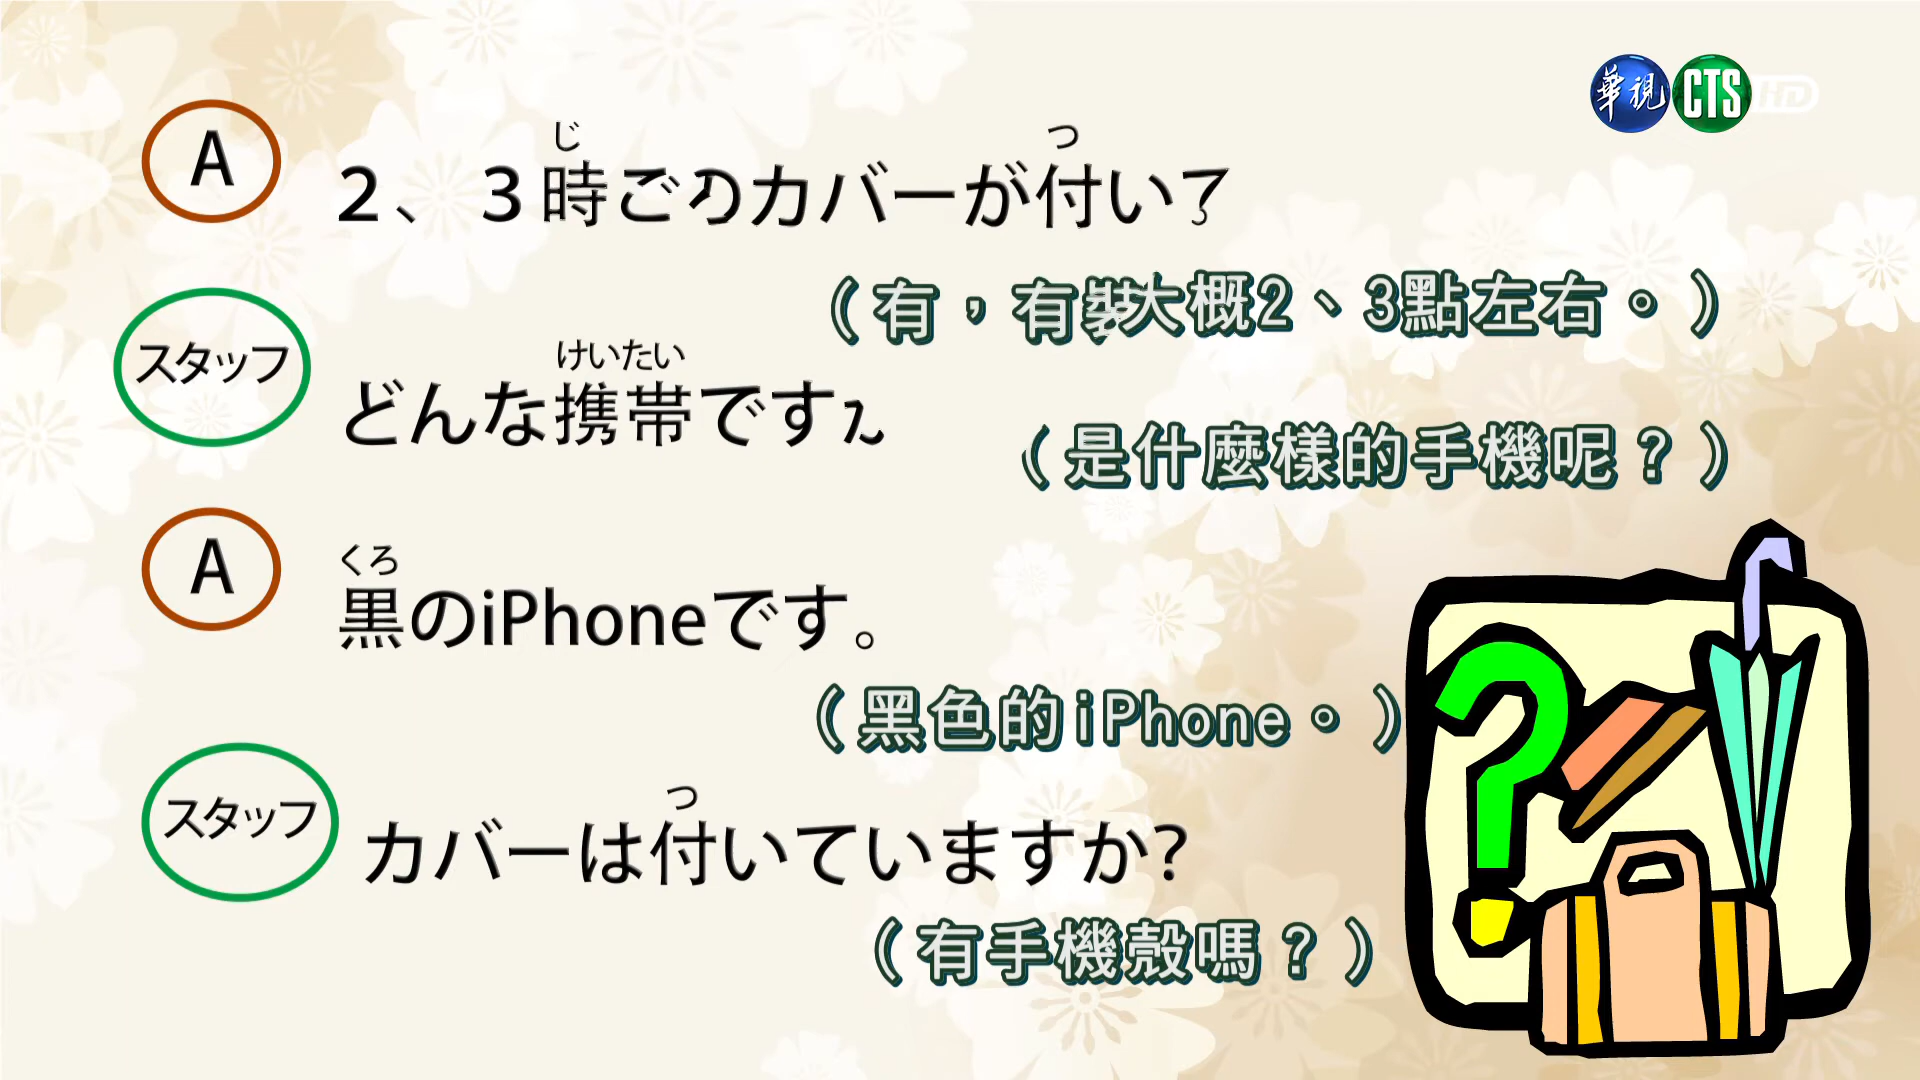 華視 CTS HD
じ つ
A 2、3時ごのカバーが付い
(有,有裝大概2、3點左右。)
けいたい
スタッフ どんな携帯です
(是什麼樣的手機呢?)
くろ
A 黒のiPhoneです。
(黑色的iPhone。)
つ
スタッフ カバーは付いていますか?
(有手機殼嗎?)